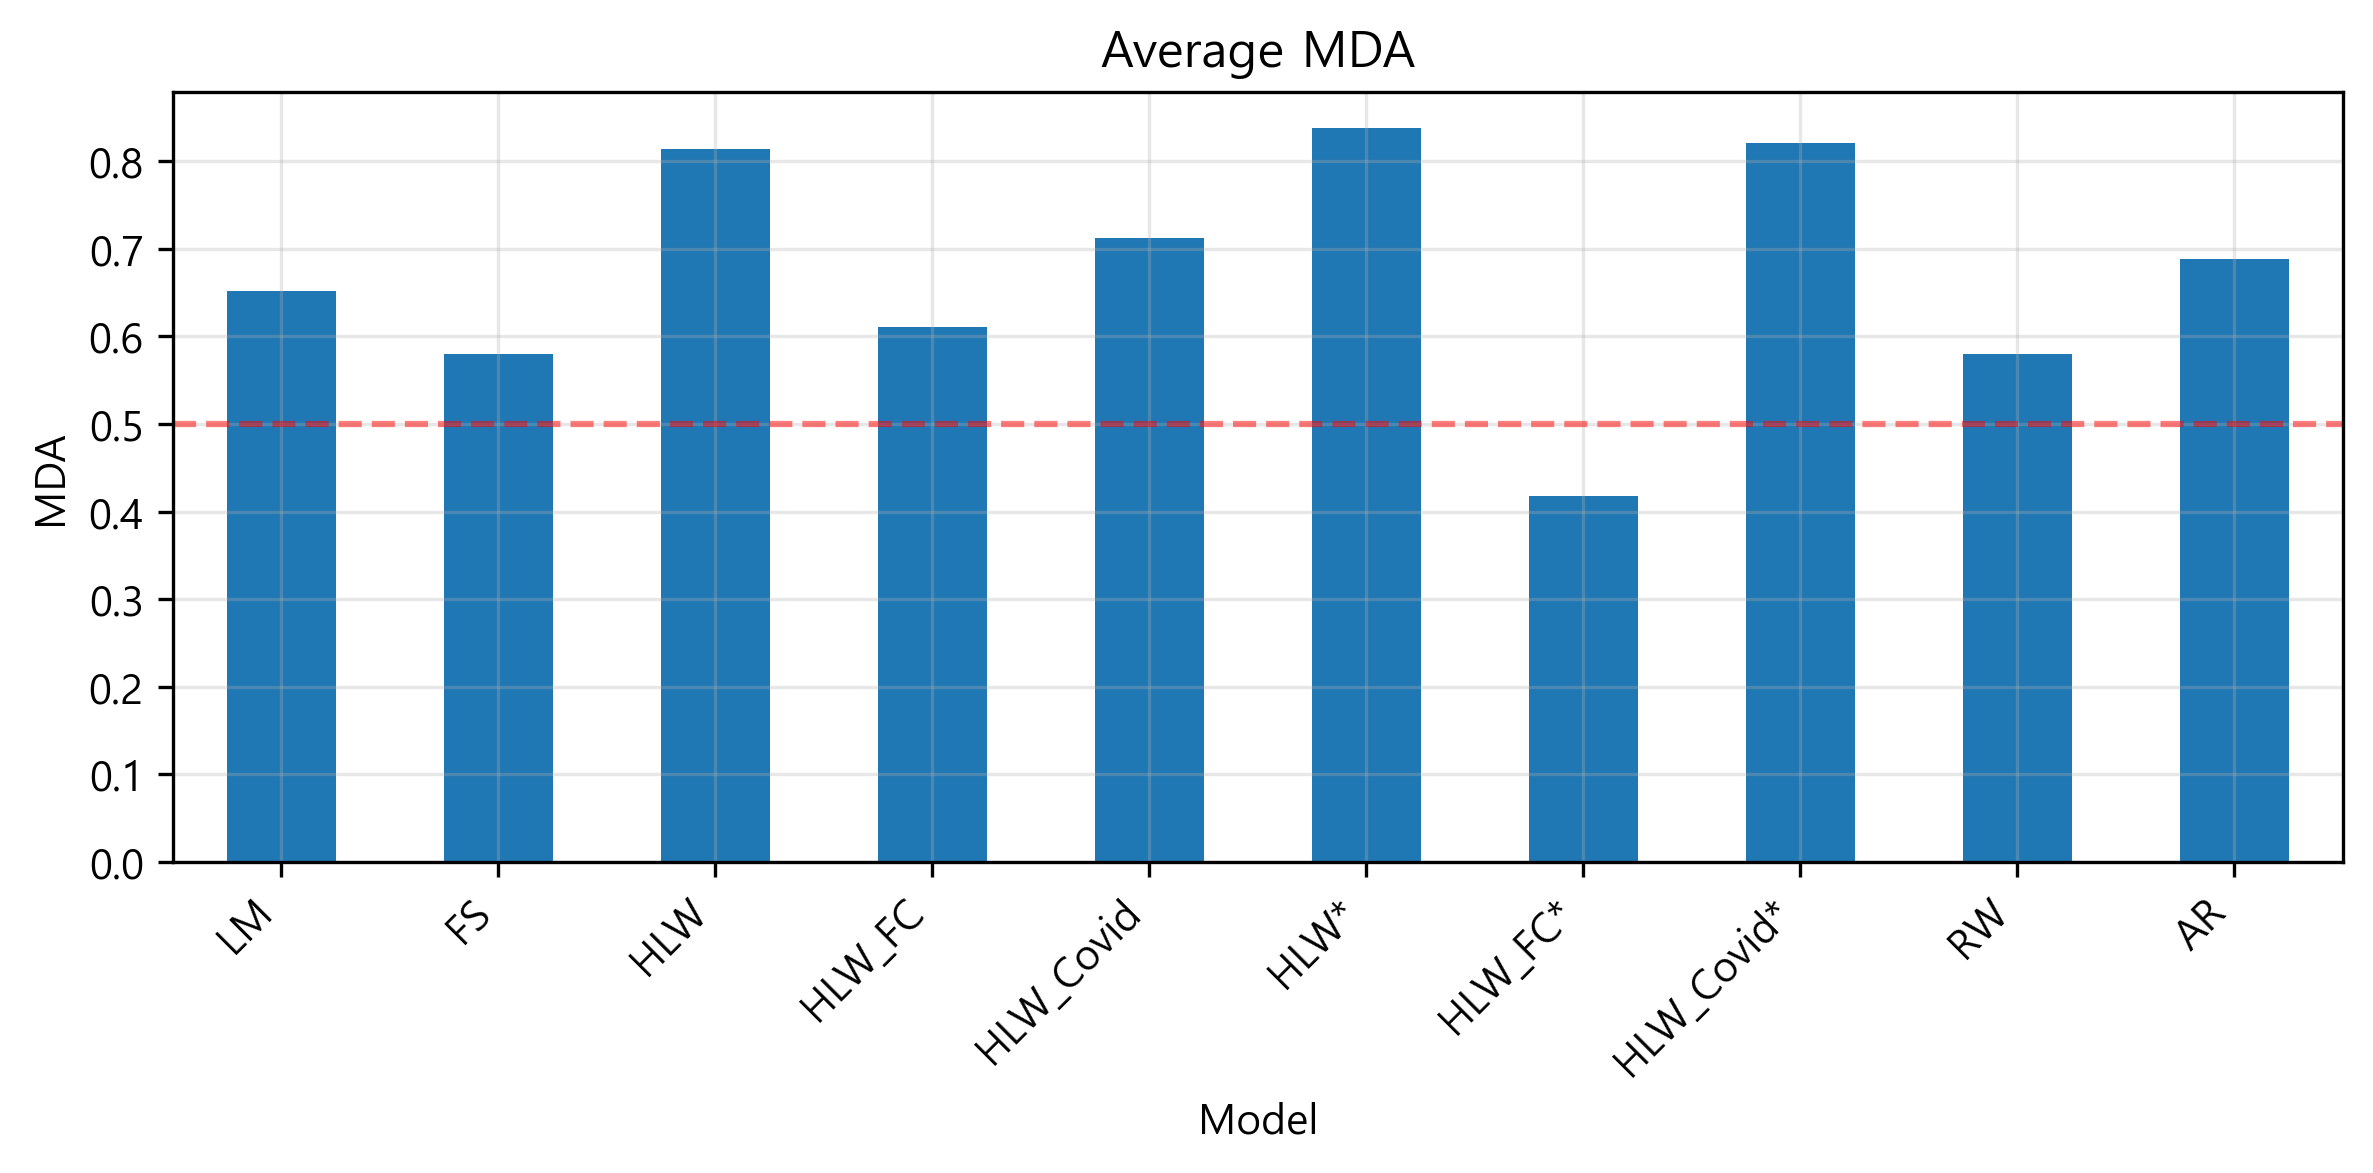 Average MDA
MDA
0.8
0.7
0.6
0.5
0.4
0.3
0.2
0.1
0.0
LM
FS
HLW
HLW_FC
HLW_Covid
HLW*
HLW_FC*
HLW_Covid*
RW
AR
Model